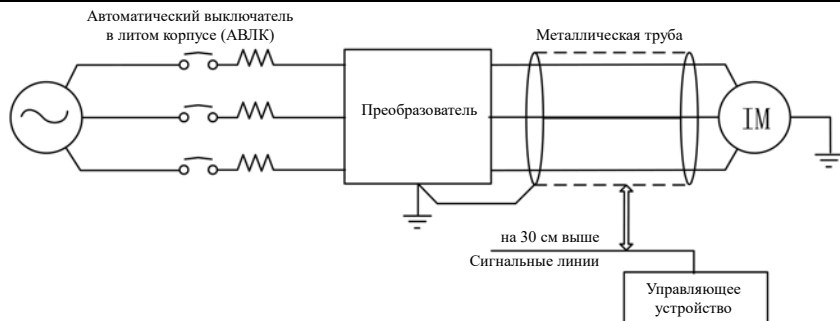 Автоматический выключатель
в литом корпусе (АВЛК)
Металлическая труба
Преобразователь
IM
на 30 см выше
Сигнальные линии
Управляющее
устройство